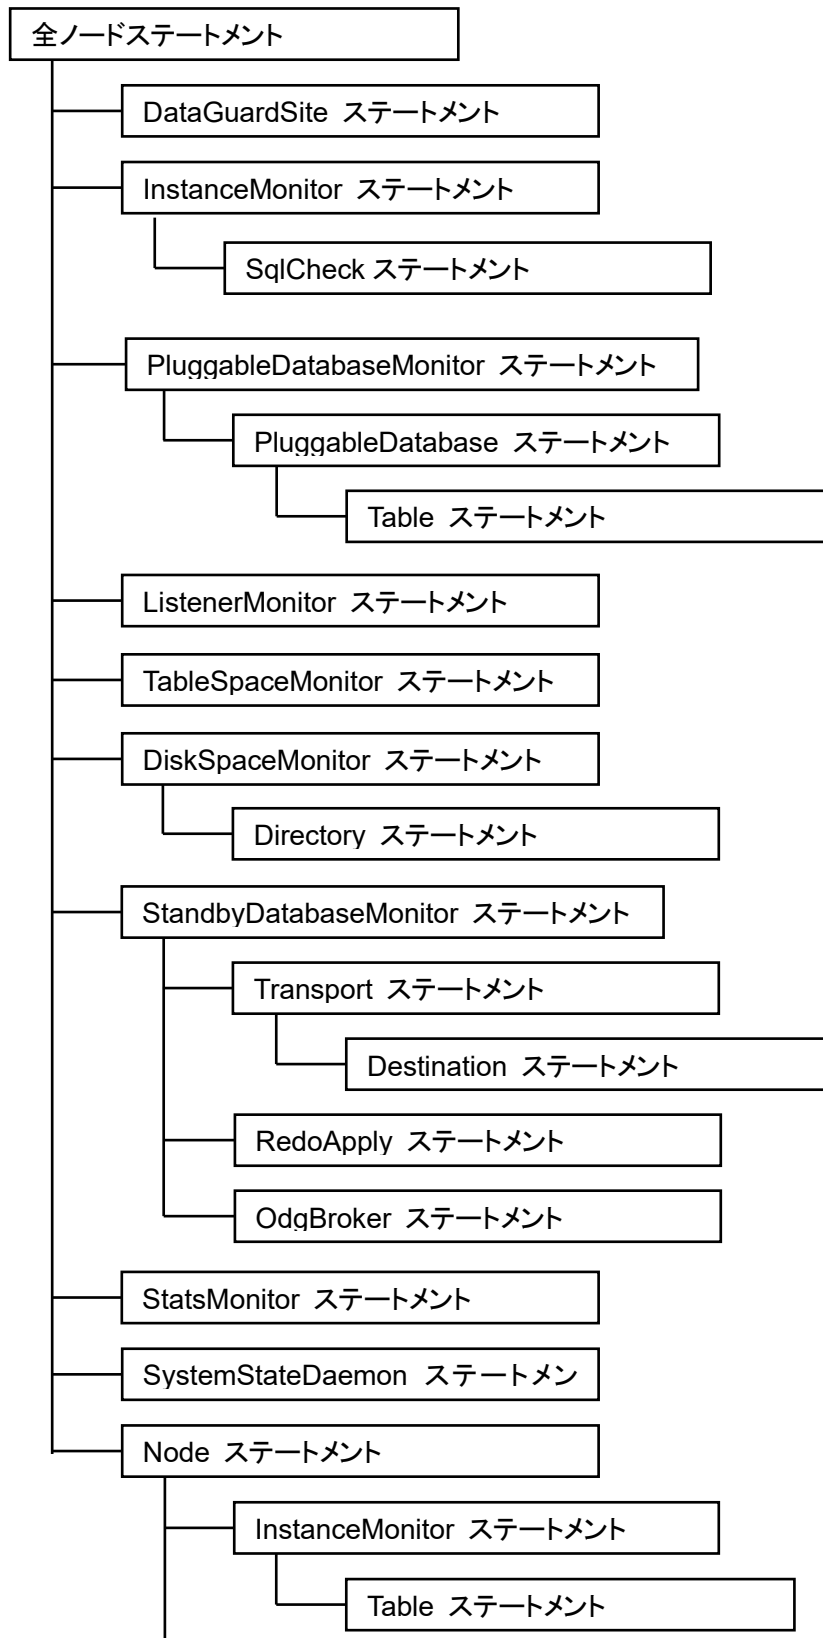 全ノードステートメント
DataGuardSite ステートメント
InstanceMonitor ステートメント
SqlCheck ステートメント
PluggableDatabaseMonitor ステートメント
PluggableDatabase ステートメント
Table ステートメント
ListenerMonitor ステートメント
TableSpaceMonitor ステートメント
DiskSpaceMonitor ステートメント
Directory ステートメント
StandbyDatabaseMonitor ステートメント
Transport ステートメント
Destination ステートメント
RedoApply ステートメント
OdgBroker ステートメント
StatsMonitor ステートメント
SystemStateDaemon ステートメン
Node ステートメント
InstanceMonitor ステートメント
Table ステートメント